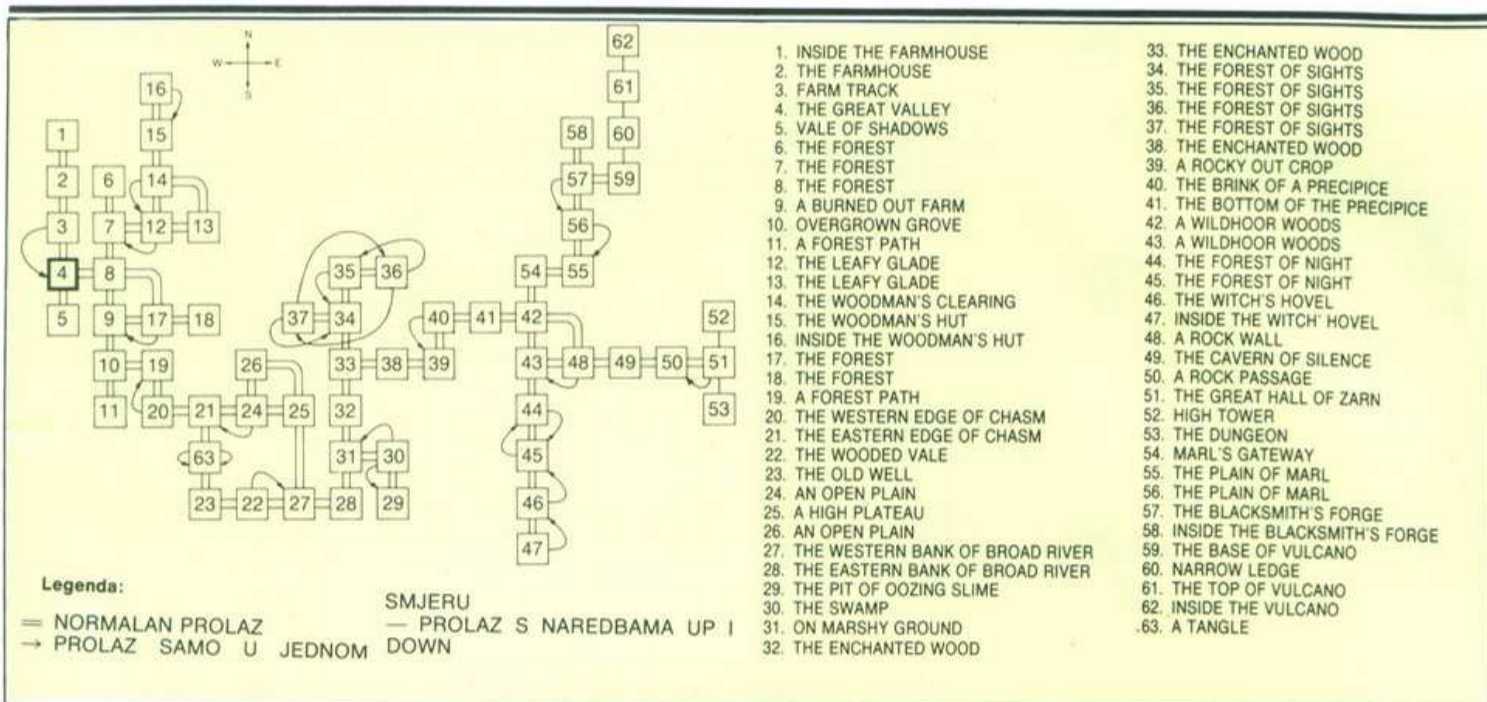 N
W E
S
62
16 61
1 15 58 60
2 6 14 57 59
3 7 12 13 56
4 8 35 36 54 55
5 9 17 18 37 34 40 41 42 52
10 19 26 33 38 39 43 48 49 50 51
11 20 21 24 25 32 44 53
63 31 30 45
23 22 27 28 29 46
47
Legenda:
═ NORMALAN PROLAZ
→ PROLAZ SAMO U JEDNOM
SMJERU
— PROLAZ S NAREDBAMA UP I
DOWN
1. INSIDE THE FARMHOUSE
2. THE FARMHOUSE
3. FARM TRACK
4. THE GREAT VALLEY
5. VALE OF SHADOWS
6. THE FOREST
7. THE FOREST
8. THE FOREST
9. A BURNED OUT FARM
10. OVERGROWN GROVE
11. A FOREST PATH
12. THE LEAFY GLADE
13. THE LEAFY GLADE
14. THE WOODMAN'S CLEARING
15. THE WOODMAN'S HUT
16. INSIDE THE WOODMAN'S HUT
17. THE FOREST
18. THE FOREST
19. A FOREST PATH
20. THE WESTERN EDGE OF CHASM
21. THE EASTERN EDGE OF CHASM
22. THE WOODED VALE
23. THE OLD WELL
24. AN OPEN PLAIN
25. A HIGH PLATEAU
26. AN OPEN PLAIN
27. THE WESTERN BANK OF BROAD RIVER
28. THE EASTERN BANK OF BROAD RIVER
29. THE PIT OF OOZING SLIME
30. THE SWAMP
31. ON MARSHY GROUND
32. THE ENCHANTED WOOD
33. THE ENCHANTED WOOD
34. THE FOREST OF SIGHTS
35. THE FOREST OF SIGHTS
36. THE FOREST OF SIGHTS
37. THE FOREST OF SIGHTS
38. THE ENCHANTED WOOD
39. A ROCKY OUT CROP
40. THE BRINK OF A PRECIPICE
41. THE BOTTOM OF THE PRECIPICE
42. A WILDHOOR WOODS
43. A WILDHOOR WOODS
44. THE FOREST OF NIGHT
45. THE FOREST OF NIGHT
46. THE WITCH'S HOVEL
47. INSIDE THE WITCH' HOVEL
48. A ROCK WALL
49. THE CAVERN OF SILENCE
50. A ROCK PASSAGE
51. THE GREAT HALL OF ZARN
52. HIGH TOWER
53. THE DUNGEON
54. MARL'S GATEWAY
55. THE PLAIN OF MARL
56. THE PLAIN OF MARL
57. THE BLACKSMITH'S FORGE
58. INSIDE THE BLACKSMITH'S FORGE
59. THE BASE OF VULCANO
60. NARROW LEDGE
61. THE TOP OF VULCANO
62. INSIDE THE VULCANO
.63. A TANGLE